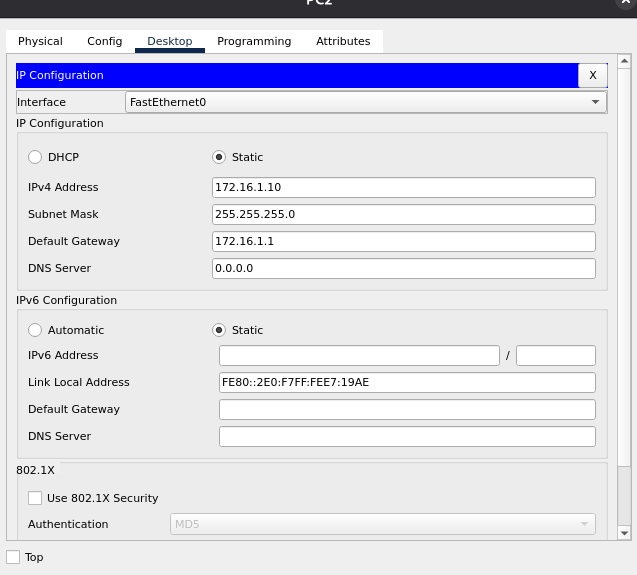 PC2
Physical Config Desktop Programming Attributes
IP Configuration X
Interface FastEthernet0
IP Configuration
DHCP Static
IPv4 Address 172.16.1.10
Subnet Mask 255.255.255.0
Default Gateway 172.16.1.1
DNS Server 0.0.0.0
IPv6 Configuration
Automatic Static
IPv6 Address /
Link Local Address FE80::2E0:F7FF:FEE7:19AE
Default Gateway
DNS Server
802.1X
Use 802.1X Security
Authentication MD5
Top